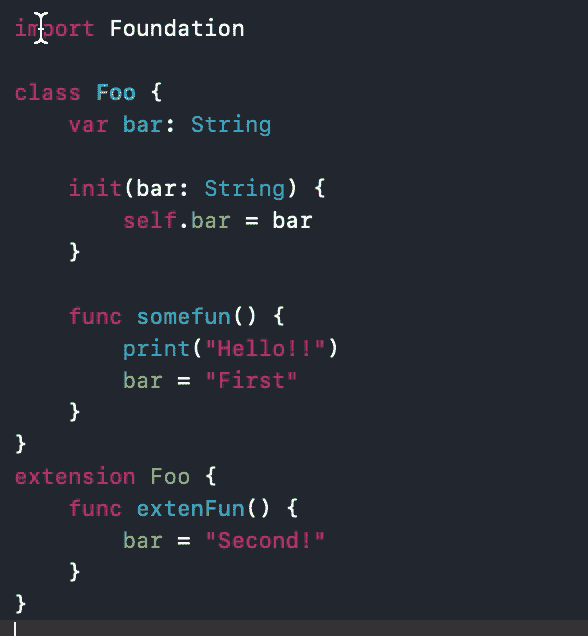 import Foundation
class Foo {
    var bar: String
    init(bar: String) {
        self.bar = bar
    }
    func somefun() {
        print("Hello!!")
        bar = "First"
    }
}
extension Foo {
    func extenFun() {
        bar = "Second!"
    }
}